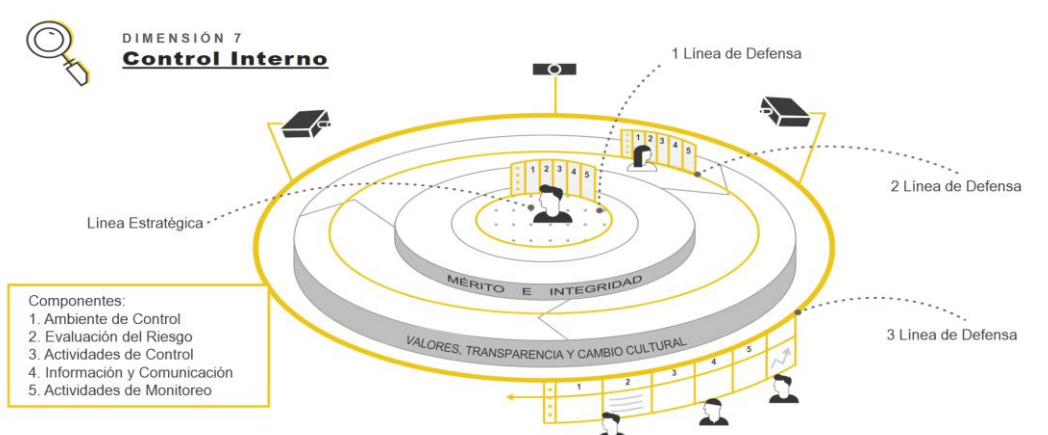 DIMENSIÓN 7
Control Interno
1 Línea de Defensa
1 2 3 4 5
1 2 3 4 5
2 Línea de Defensa
Línea Estratégica
MÉRITO E INTEGRIDAD
Componentes:
1. Ambiente de Control
2. Evaluación del Riesgo
3. Actividades de Control
4. Información y Comunicación
5. Actividades de Monitoreo
VALORES, TRANSPARENCIA Y CAMBIO CULTURAL
3 Línea de Defensa
1 2 3 4 5